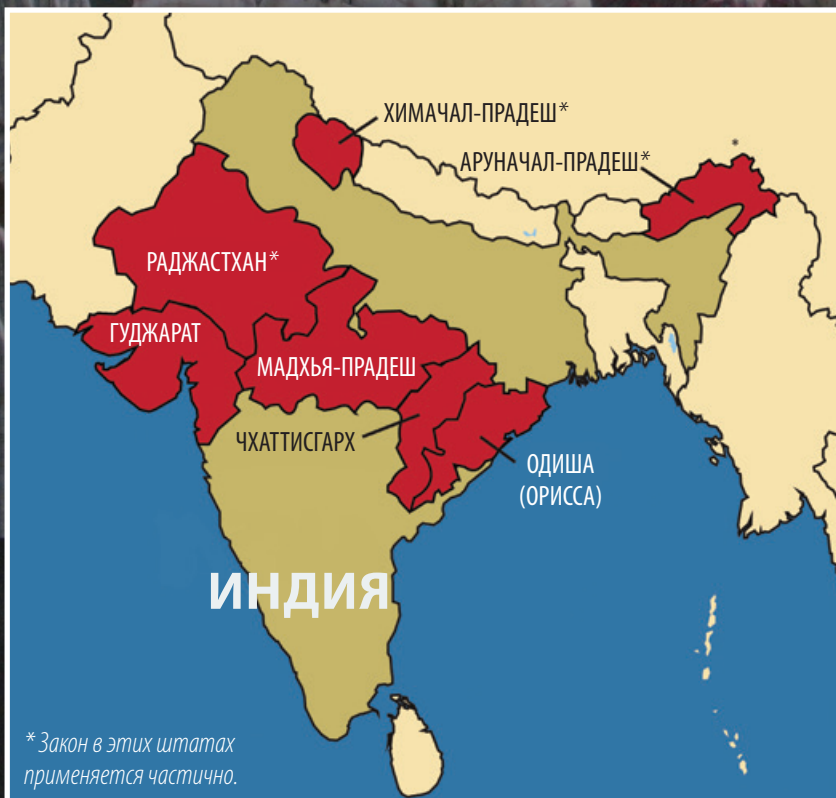 ХИМАЧАЛ-ПРАДЕШ*
АРУНАЧАЛ-ПРАДЕШ*
РАДЖАСТХАН*
ГУДЖАРАТ
МАДХЬЯ-ПРАДЕШ
ЧХАТТИСГАРХ
ОДИША
(ОРИССА)
ИНДИЯ
* Закон в этих штатах
применяется частично.